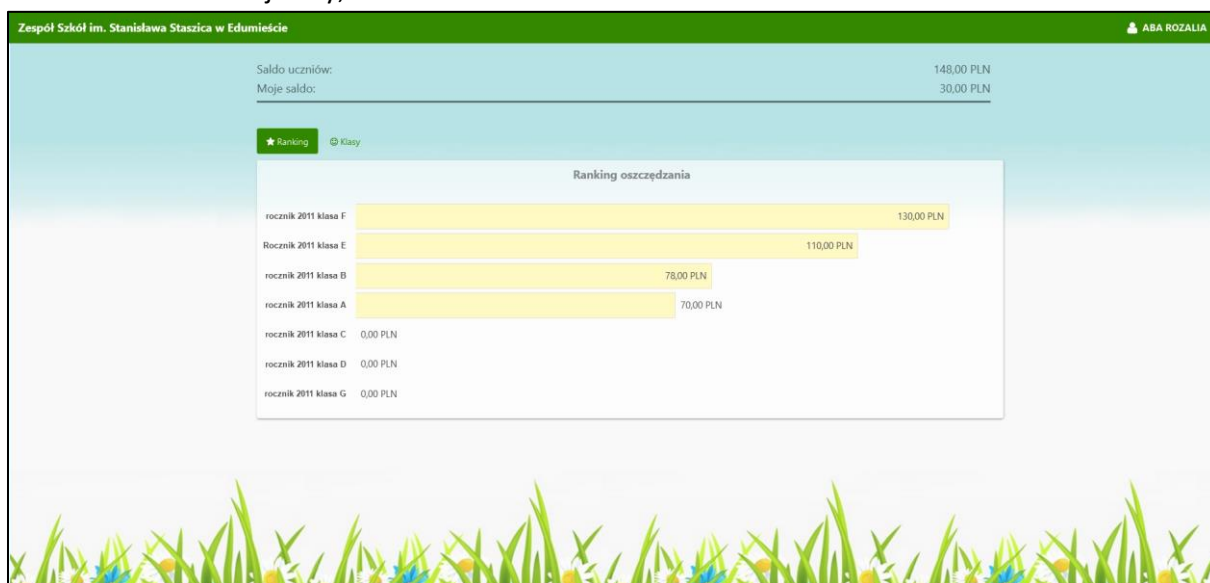 Zespół Szkół im. Stanisława Staszica w Edumieście ABA ROZALIA
Saldo uczniów: 148,00 PLN
Moje saldo: 30,00 PLN
Ranking Klasy
Ranking oszczędzania
rocznik 2011 klasa F 130,00 PLN
Rocznik 2011 klasa E 110,00 PLN
rocznik 2011 klasa B 78,00 PLN
rocznik 2011 klasa A 70,00 PLN
rocznik 2011 klasa C 0,00 PLN
rocznik 2011 klasa D 0,00 PLN
rocznik 2011 klasa G 0,00 PLN